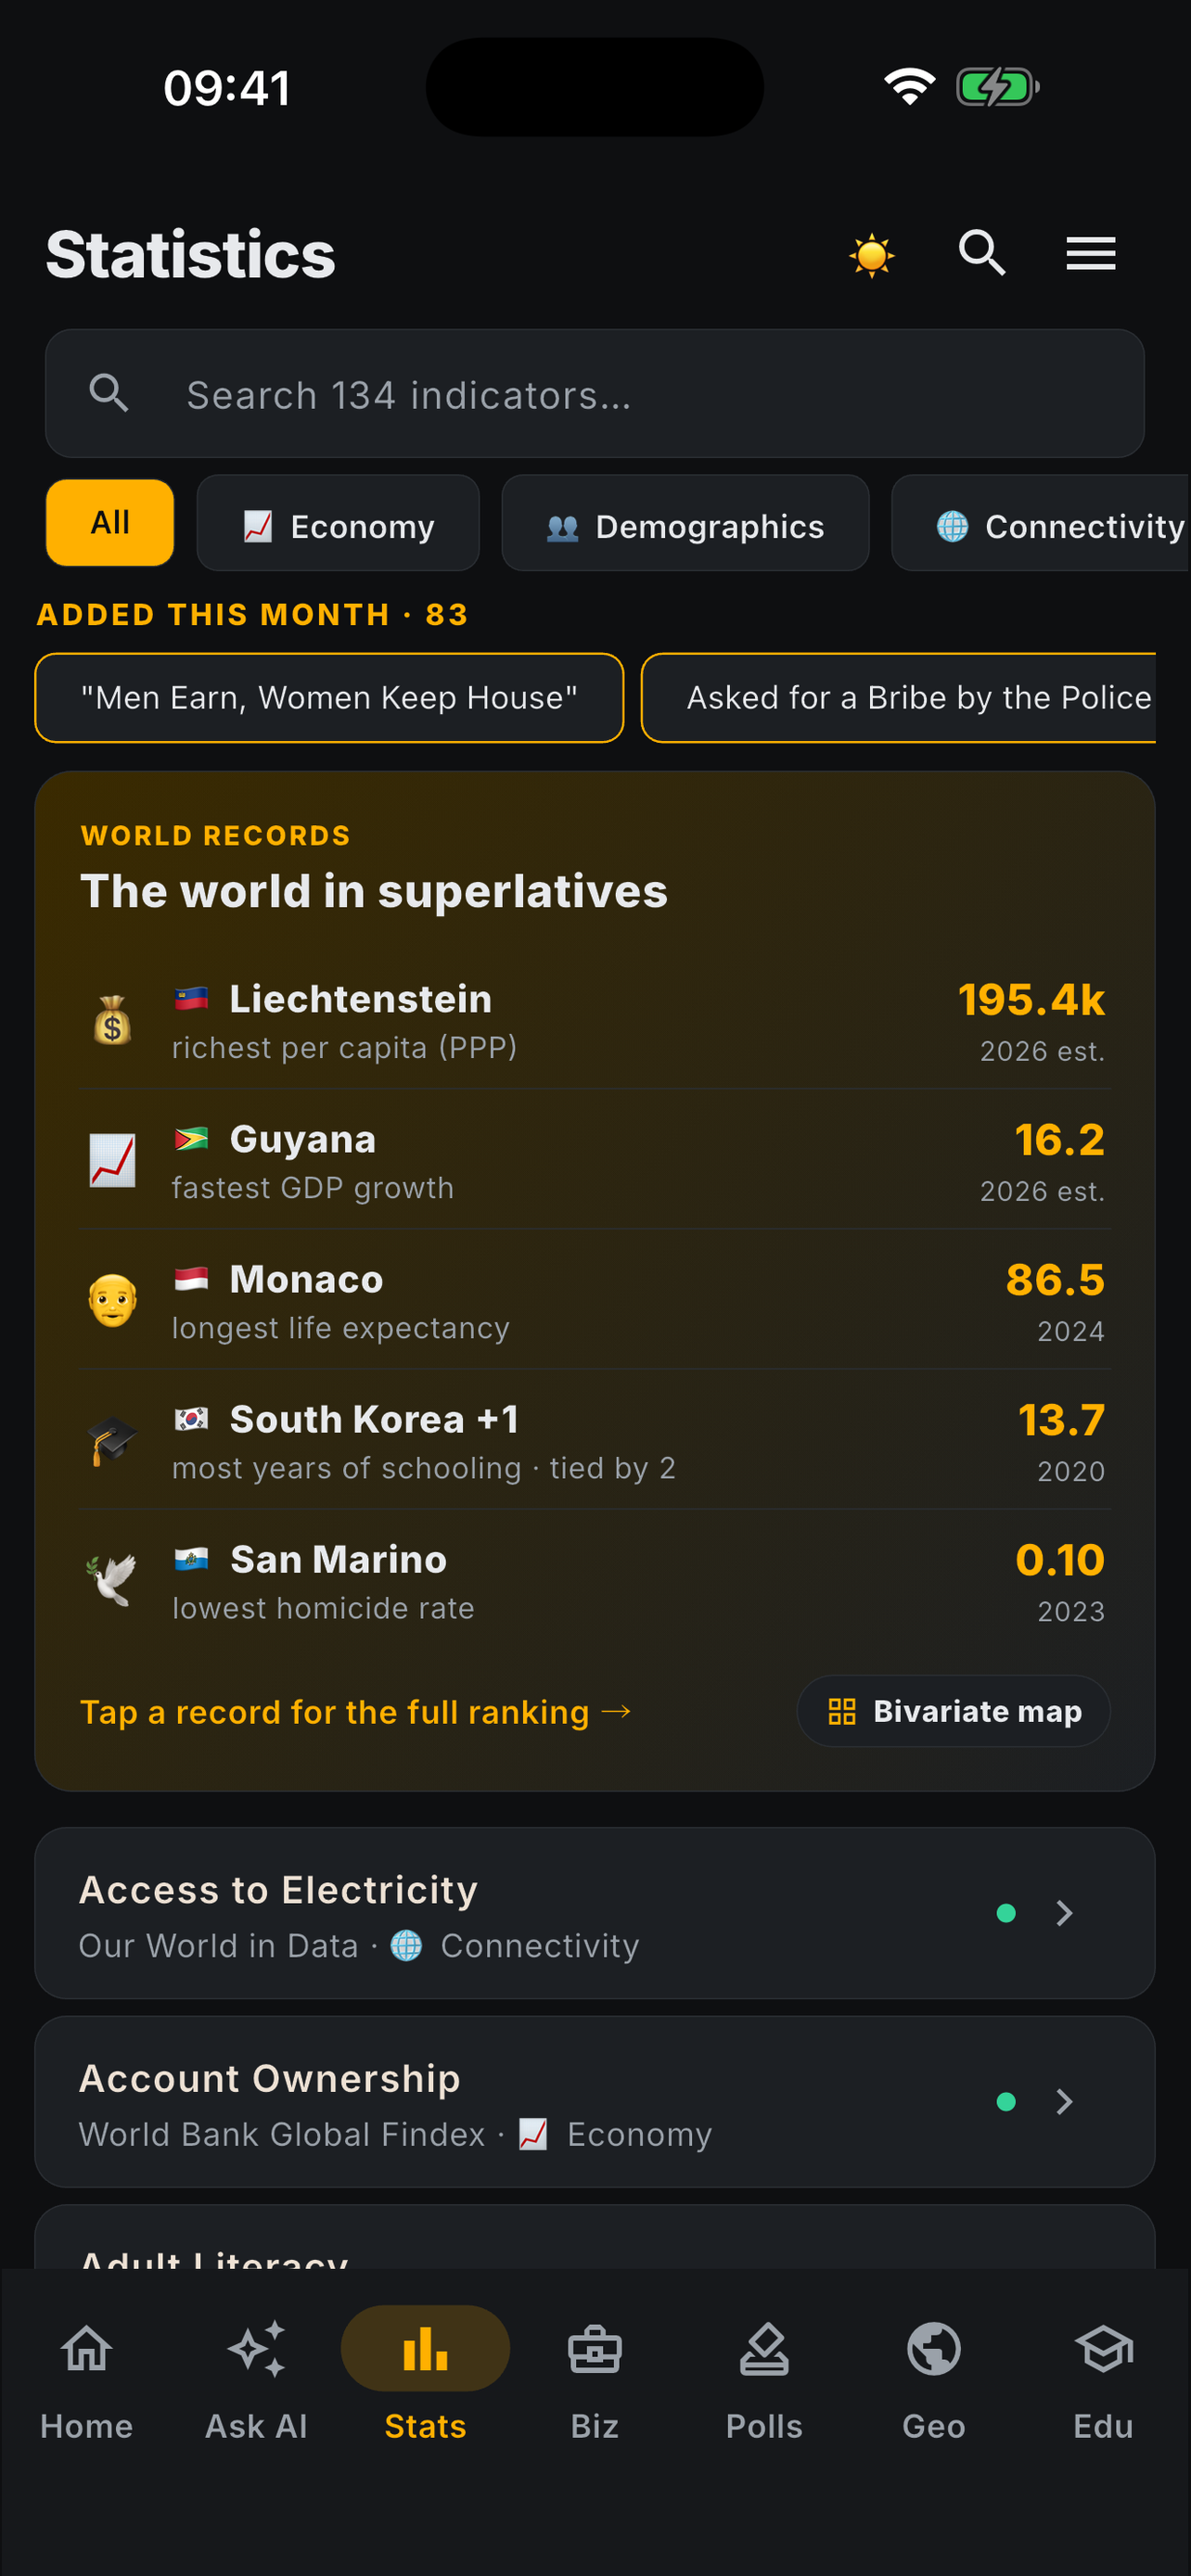 09:41
Statistics
Search 134 indicators...
All
Economy
Demographics
Connectivity
ADDED THIS MONTH · 83
"Men Earn, Women Keep House"
Asked for a Bribe by the Police
WORLD RECORDS
The world in superlatives
Liechtenstein
195.4k
richest per capita (PPP)
2026 est.
Guyana
16.2
fastest GDP growth
2026 est.
Monaco
86.5
longest life expectancy
2024
South Korea +1
13.7
most years of schooling · tied by 2
2020
San Marino
0.10
lowest homicide rate
2023
Tap a record for the full ranking →
Bivariate map
Access to Electricity
Our World in Data · Connectivity
Account Ownership
World Bank Global Findex · Economy
Adult Literacy
Home
Ask AI
Stats
Biz
Polls
Geo
Edu